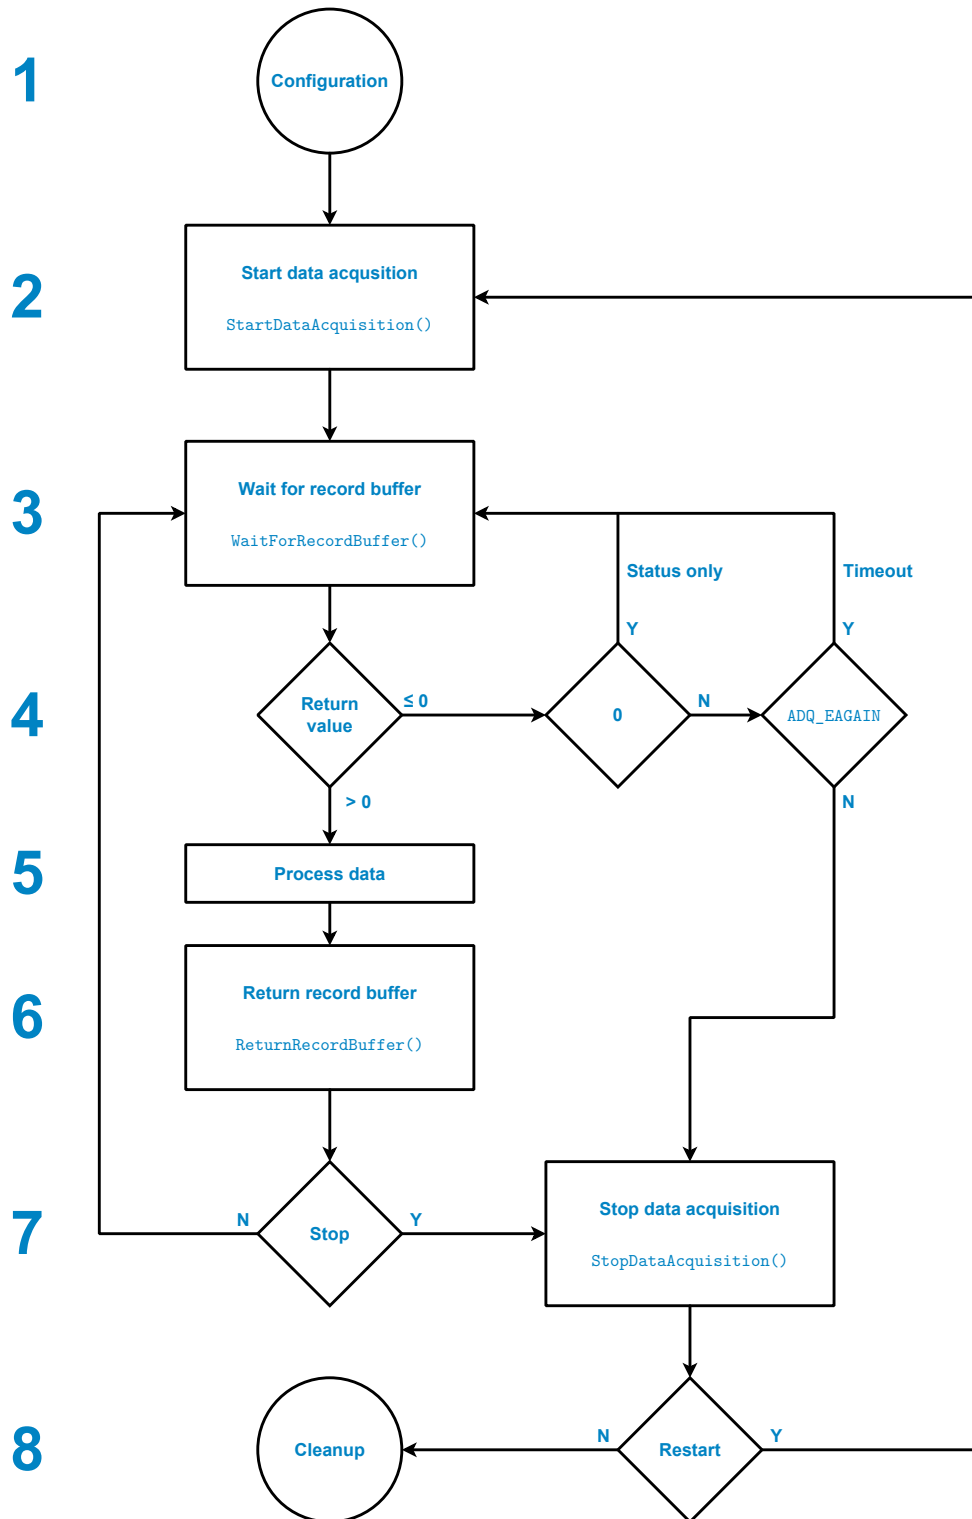 1
Configuration
2
Start data acqusition
StartDataAcquisition()
3
Wait for record buffer
WaitForRecordBuffer()
Status only
Timeout
Y
Y
4
Return
value
≤ 0
0
N
ADQ_EAGAIN
> 0
N
5
Process data
6
Return record buffer
ReturnRecordBuffer()
7
N
Stop
Y
Stop data acquisition
StopDataAcquisition()
8
Cleanup
N
Restart
Y